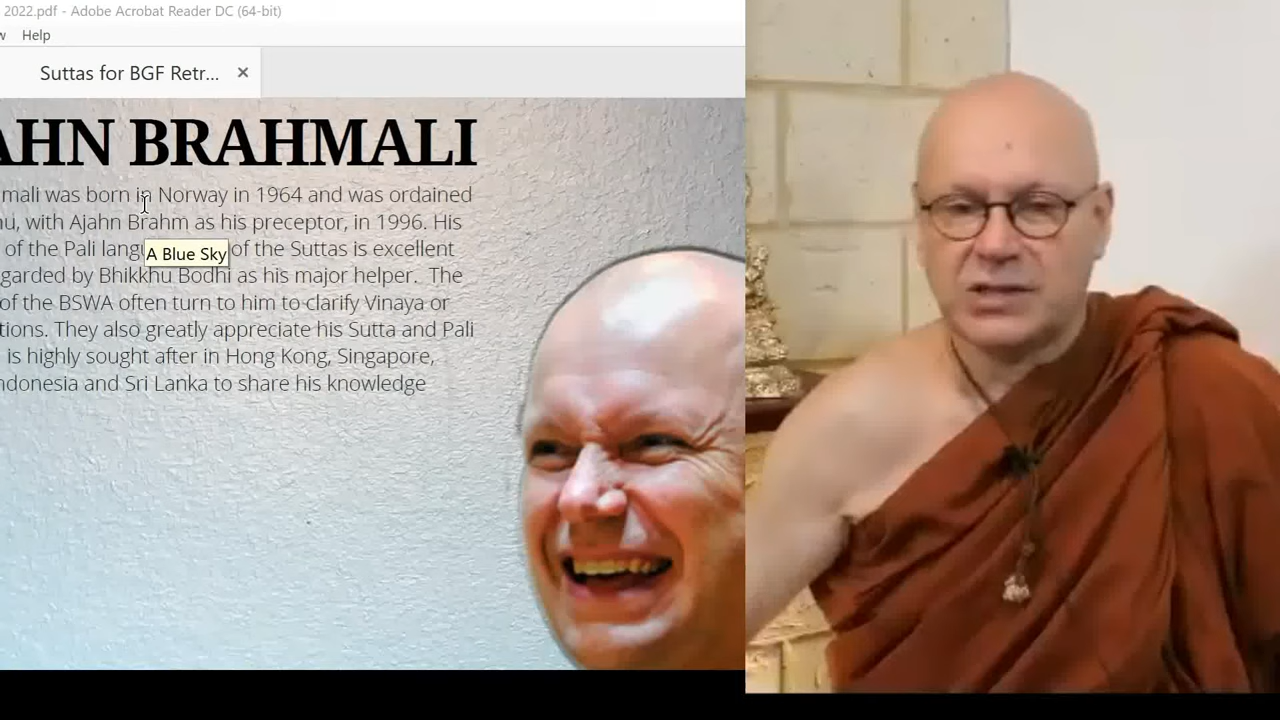 2022.pdf - Adobe Acrobat Reader DC (64-bit)
w Help
Suttas for BGF Retr... ×
AHN BRAHMALI
mali was born in Norway in 1964 and was ordained
hu, with Ajahn Brahm as his preceptor, in 1996. His
of the Pali langu of the Suttas is excellent
A Blue Sky
garded by Bhikkhu Bodhi as his major helper. The
of the BSWA often turn to him to clarify Vinaya or
tions. They also greatly appreciate his Sutta and Pali
is highly sought after in Hong Kong, Singapore,
ndonesia and Sri Lanka to share his knowledge